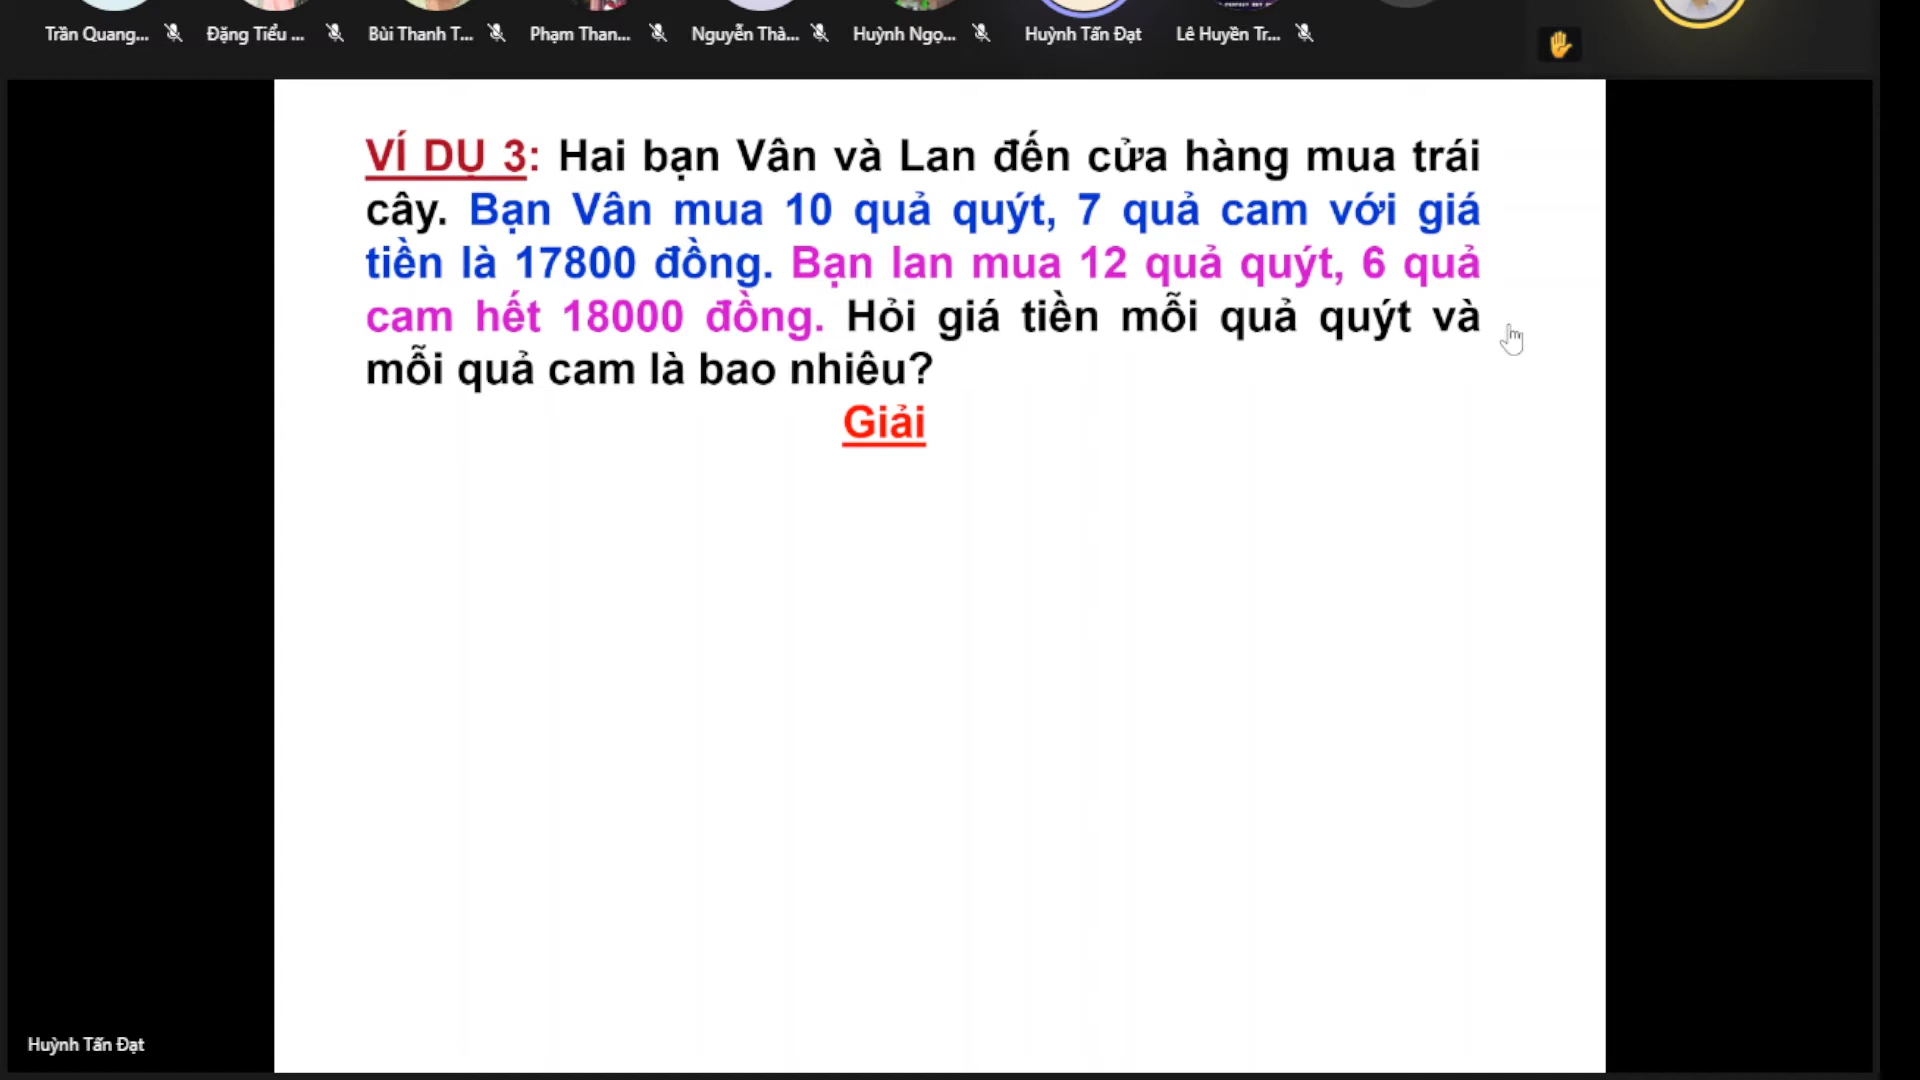 Trần Quang... Đặng Tiểu ... Bùi Thanh T... Phạm Than... Nguyễn Thà... Huỳnh Ngọ... Huỳnh Tấn Đạt Lê Huyền Tr...
VÍ DỤ 3: Hai bạn Vân và Lan đến cửa hàng mua trái
cây. Bạn Vân mua 10 quả quýt, 7 quả cam với giá
tiền là 17800 đồng. Bạn lan mua 12 quả quýt, 6 quả
cam hết 18000 đồng. Hỏi giá tiền mỗi quả quýt và
mỗi quả cam là bao nhiêu?
Giải
Huỳnh Tấn Đạt